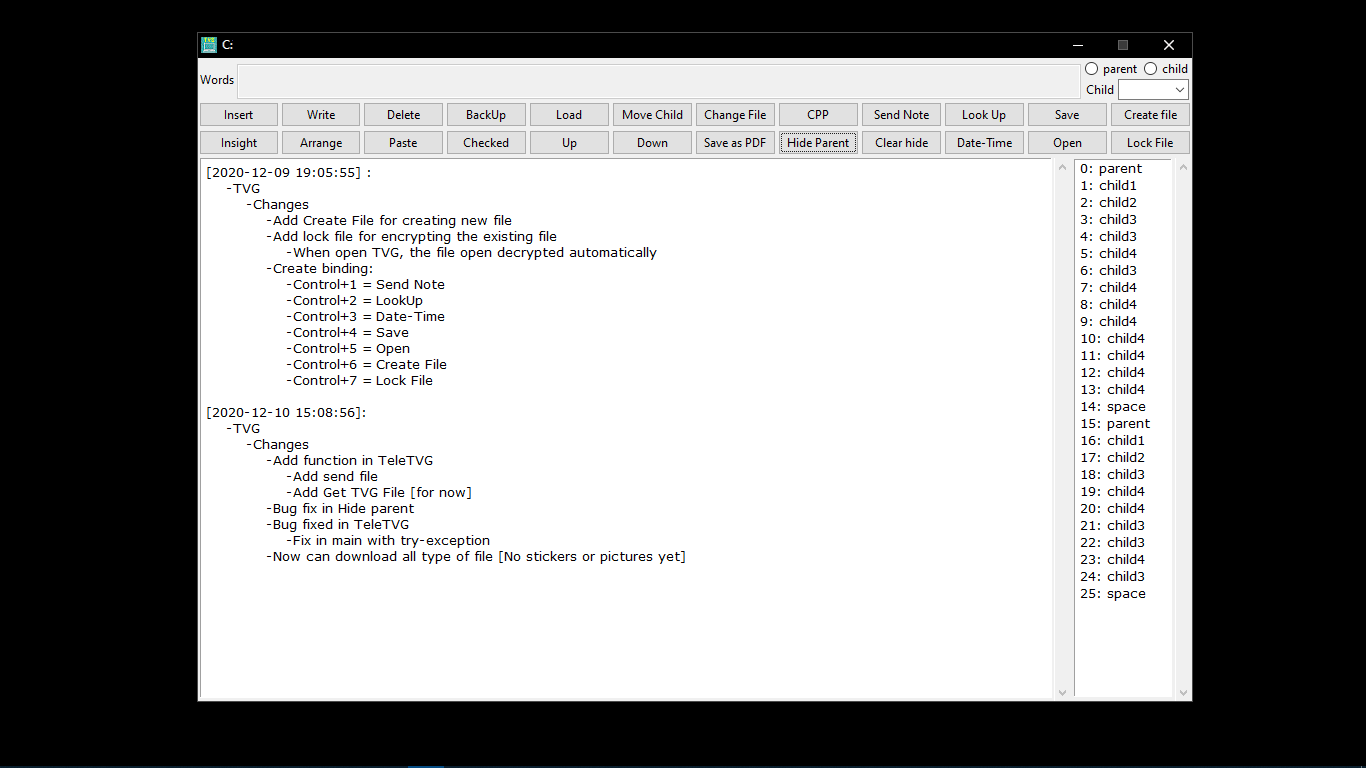 C:
Words
parent child
Child
Insert Write Delete BackUp Load Move Child Change File CPP Send Note Look Up Save Create file
Insight Arrange Paste Checked Up Down Save as PDF Hide Parent Clear hide Date-Time Open Lock File
[2020-12-09 19:05:55] :
-TVG
-Changes
-Add Create File for creating new file
-Add lock file for encrypting the existing file
-When open TVG, the file open decrypted automatically
-Create binding:
-Control+1 = Send Note
-Control+2 = LookUp
-Control+3 = Date-Time
-Control+4 = Save
-Control+5 = Open
-Control+6 = Create File
-Control+7 = Lock File
[2020-12-10 15:08:56]:
-TVG
-Changes
-Add function in TeleTVG
-Add send file
-Add Get TVG File [for now]
-Bug fix in Hide parent
-Bug fixed in TeleTVG
-Fix in main with try-exception
-Now can download all type of file [No stickers or pictures yet]
0: parent
1: child1
2: child2
3: child3
4: child3
5: child4
6: child3
7: child4
8: child4
9: child4
10: child4
11: child4
12: child4
13: child4
14: space
15: parent
16: child1
17: child2
18: child3
19: child4
20: child4
21: child3
22: child3
23: child4
24: child3
25: space